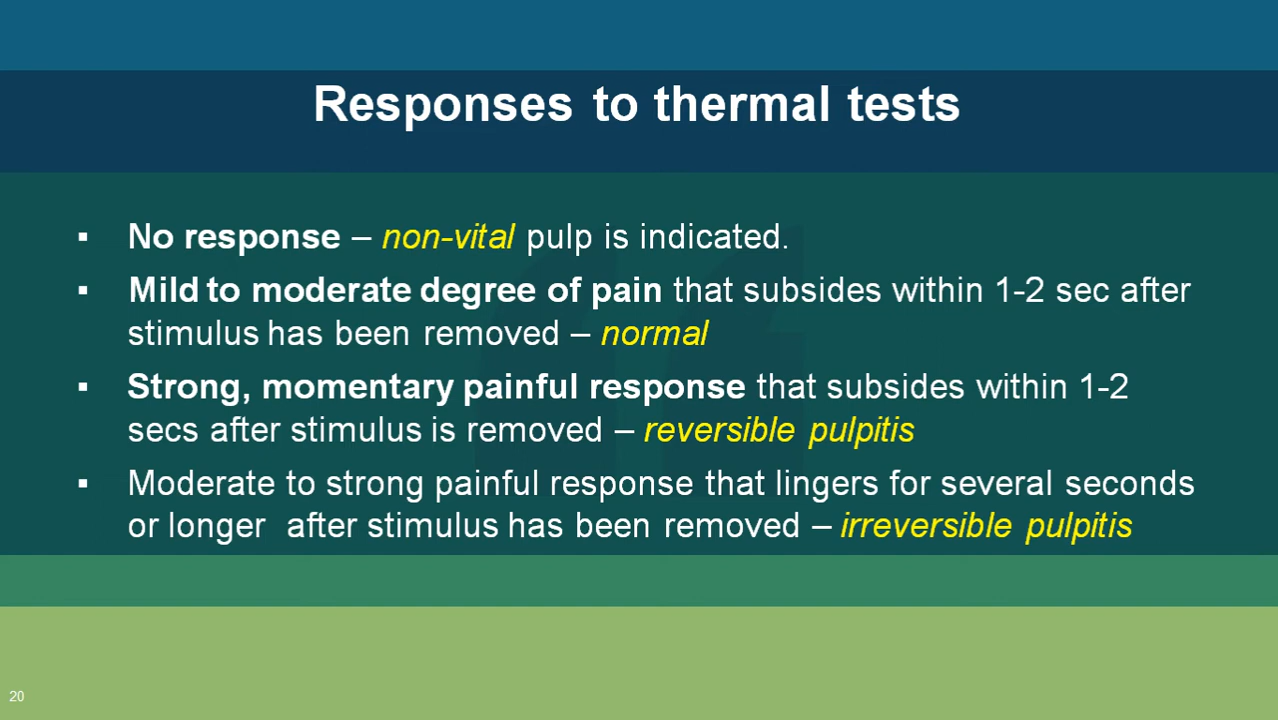 Responses to thermal tests
▪ No response – non-vital pulp is indicated.
▪ Mild to moderate degree of pain that subsides within 1-2 sec after
stimulus has been removed – normal
▪ Strong, momentary painful response that subsides within 1-2
secs after stimulus is removed – reversible pulpitis
▪ Moderate to strong painful response that lingers for several seconds
or longer after stimulus has been removed – irreversible pulpitis
20